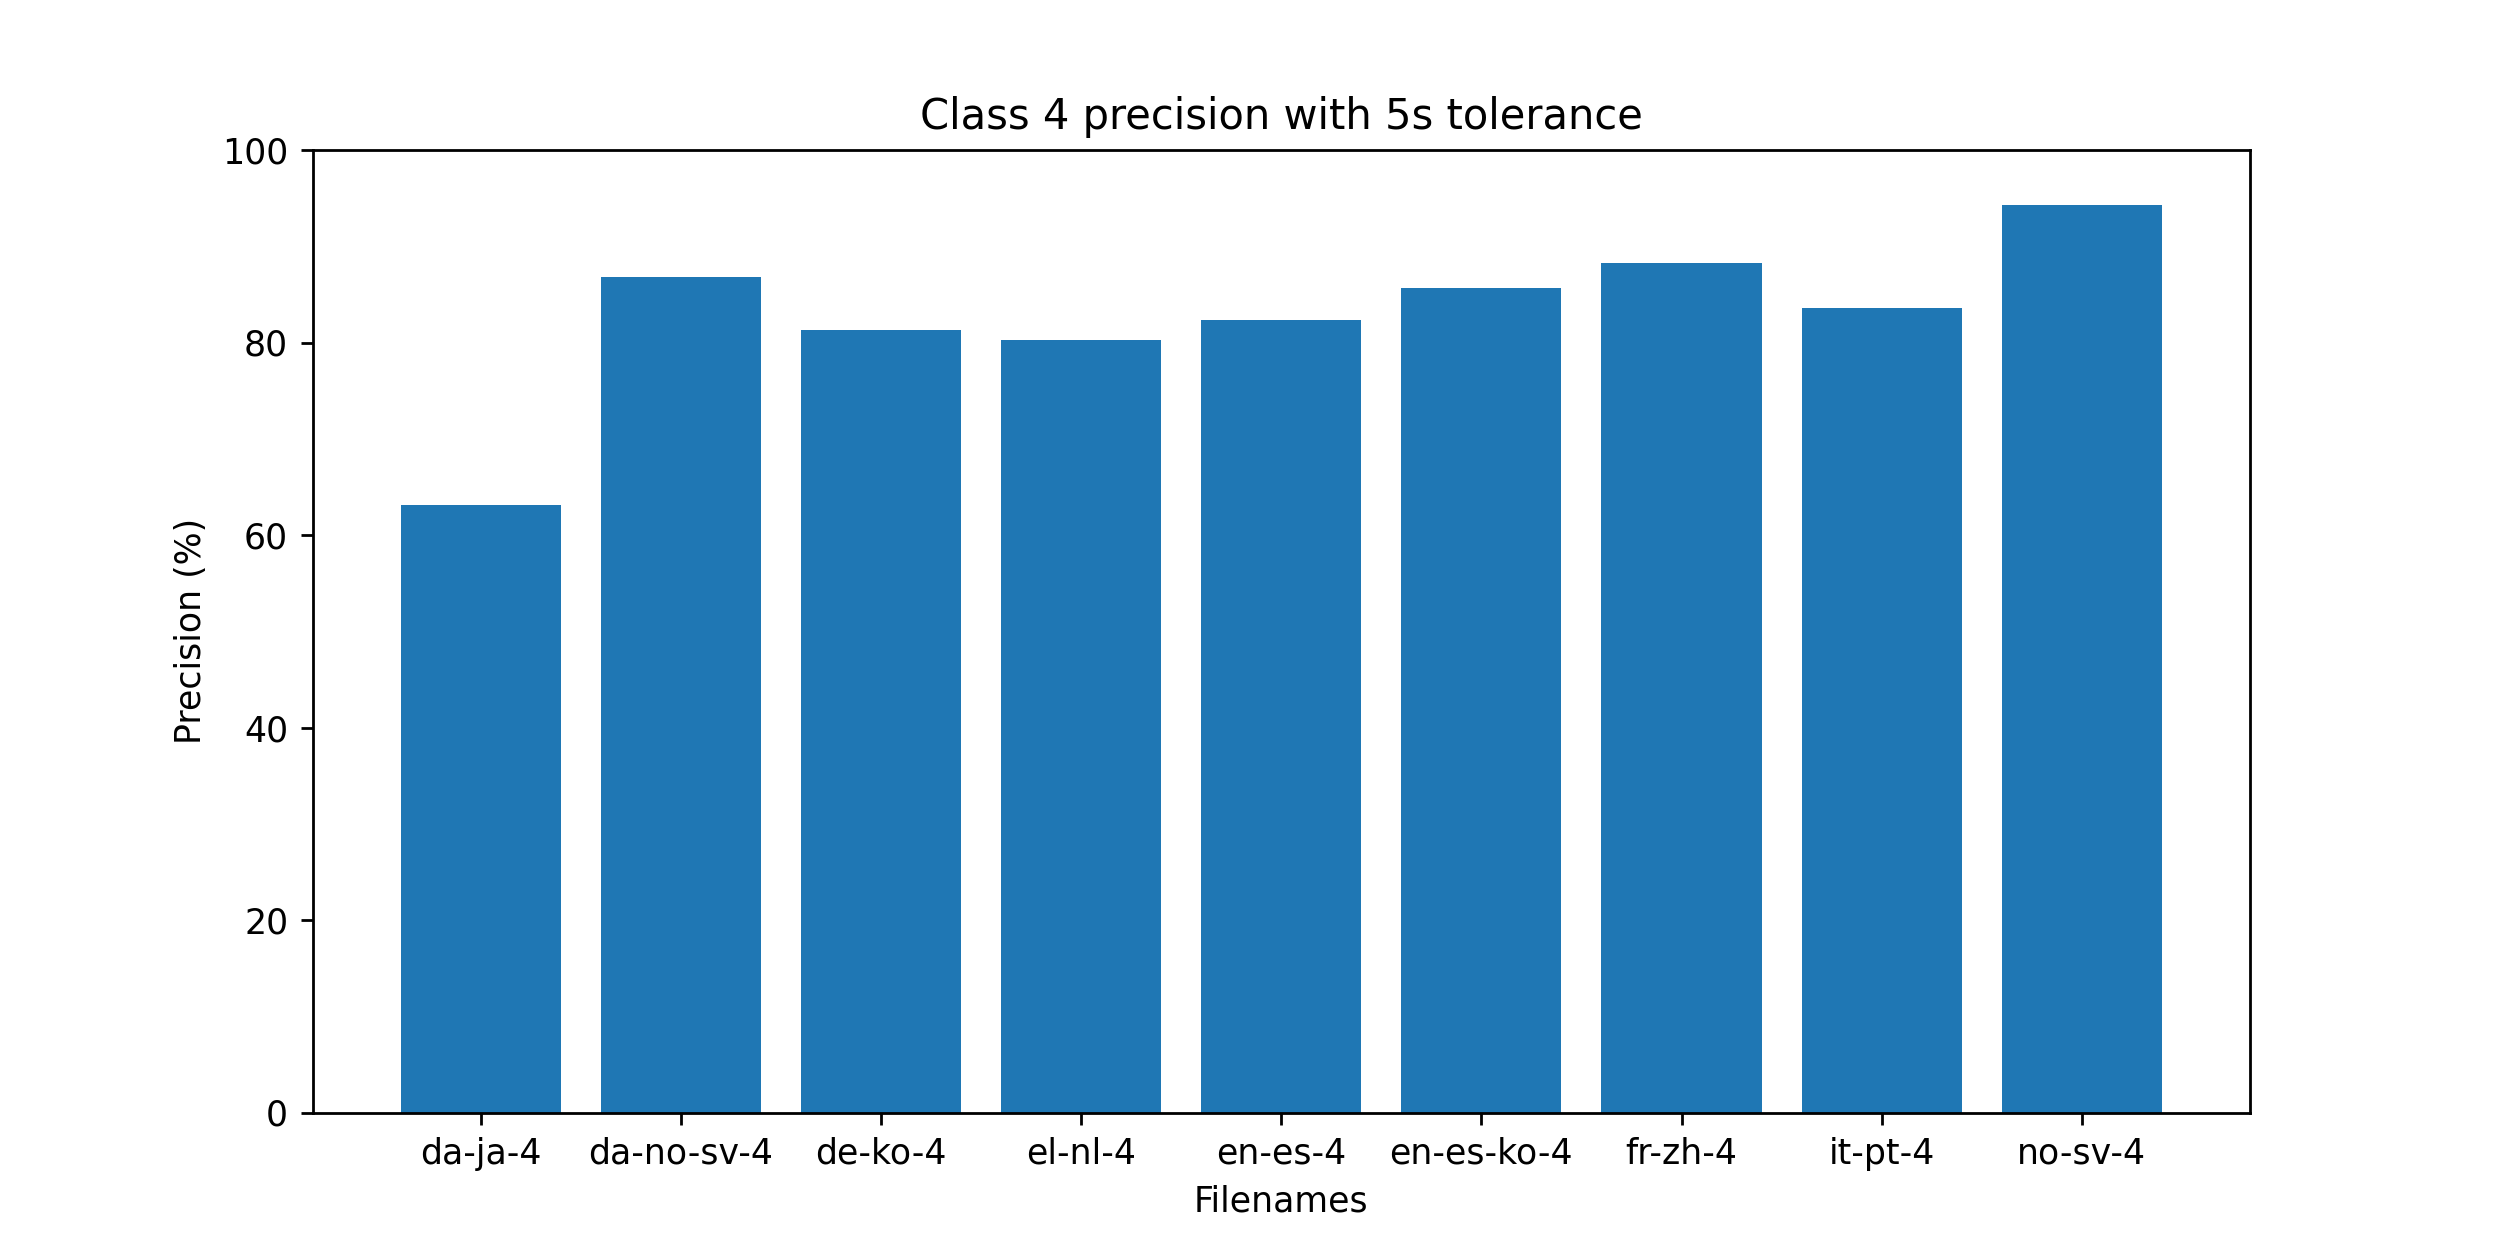 Class 4 precision with 5s tolerance
100
80
60
40
20
0
Precision (%)
da-ja-4 da-no-sv-4 de-ko-4 el-nl-4 en-es-4 en-es-ko-4 fr-zh-4 it-pt-4 no-sv-4
Filenames